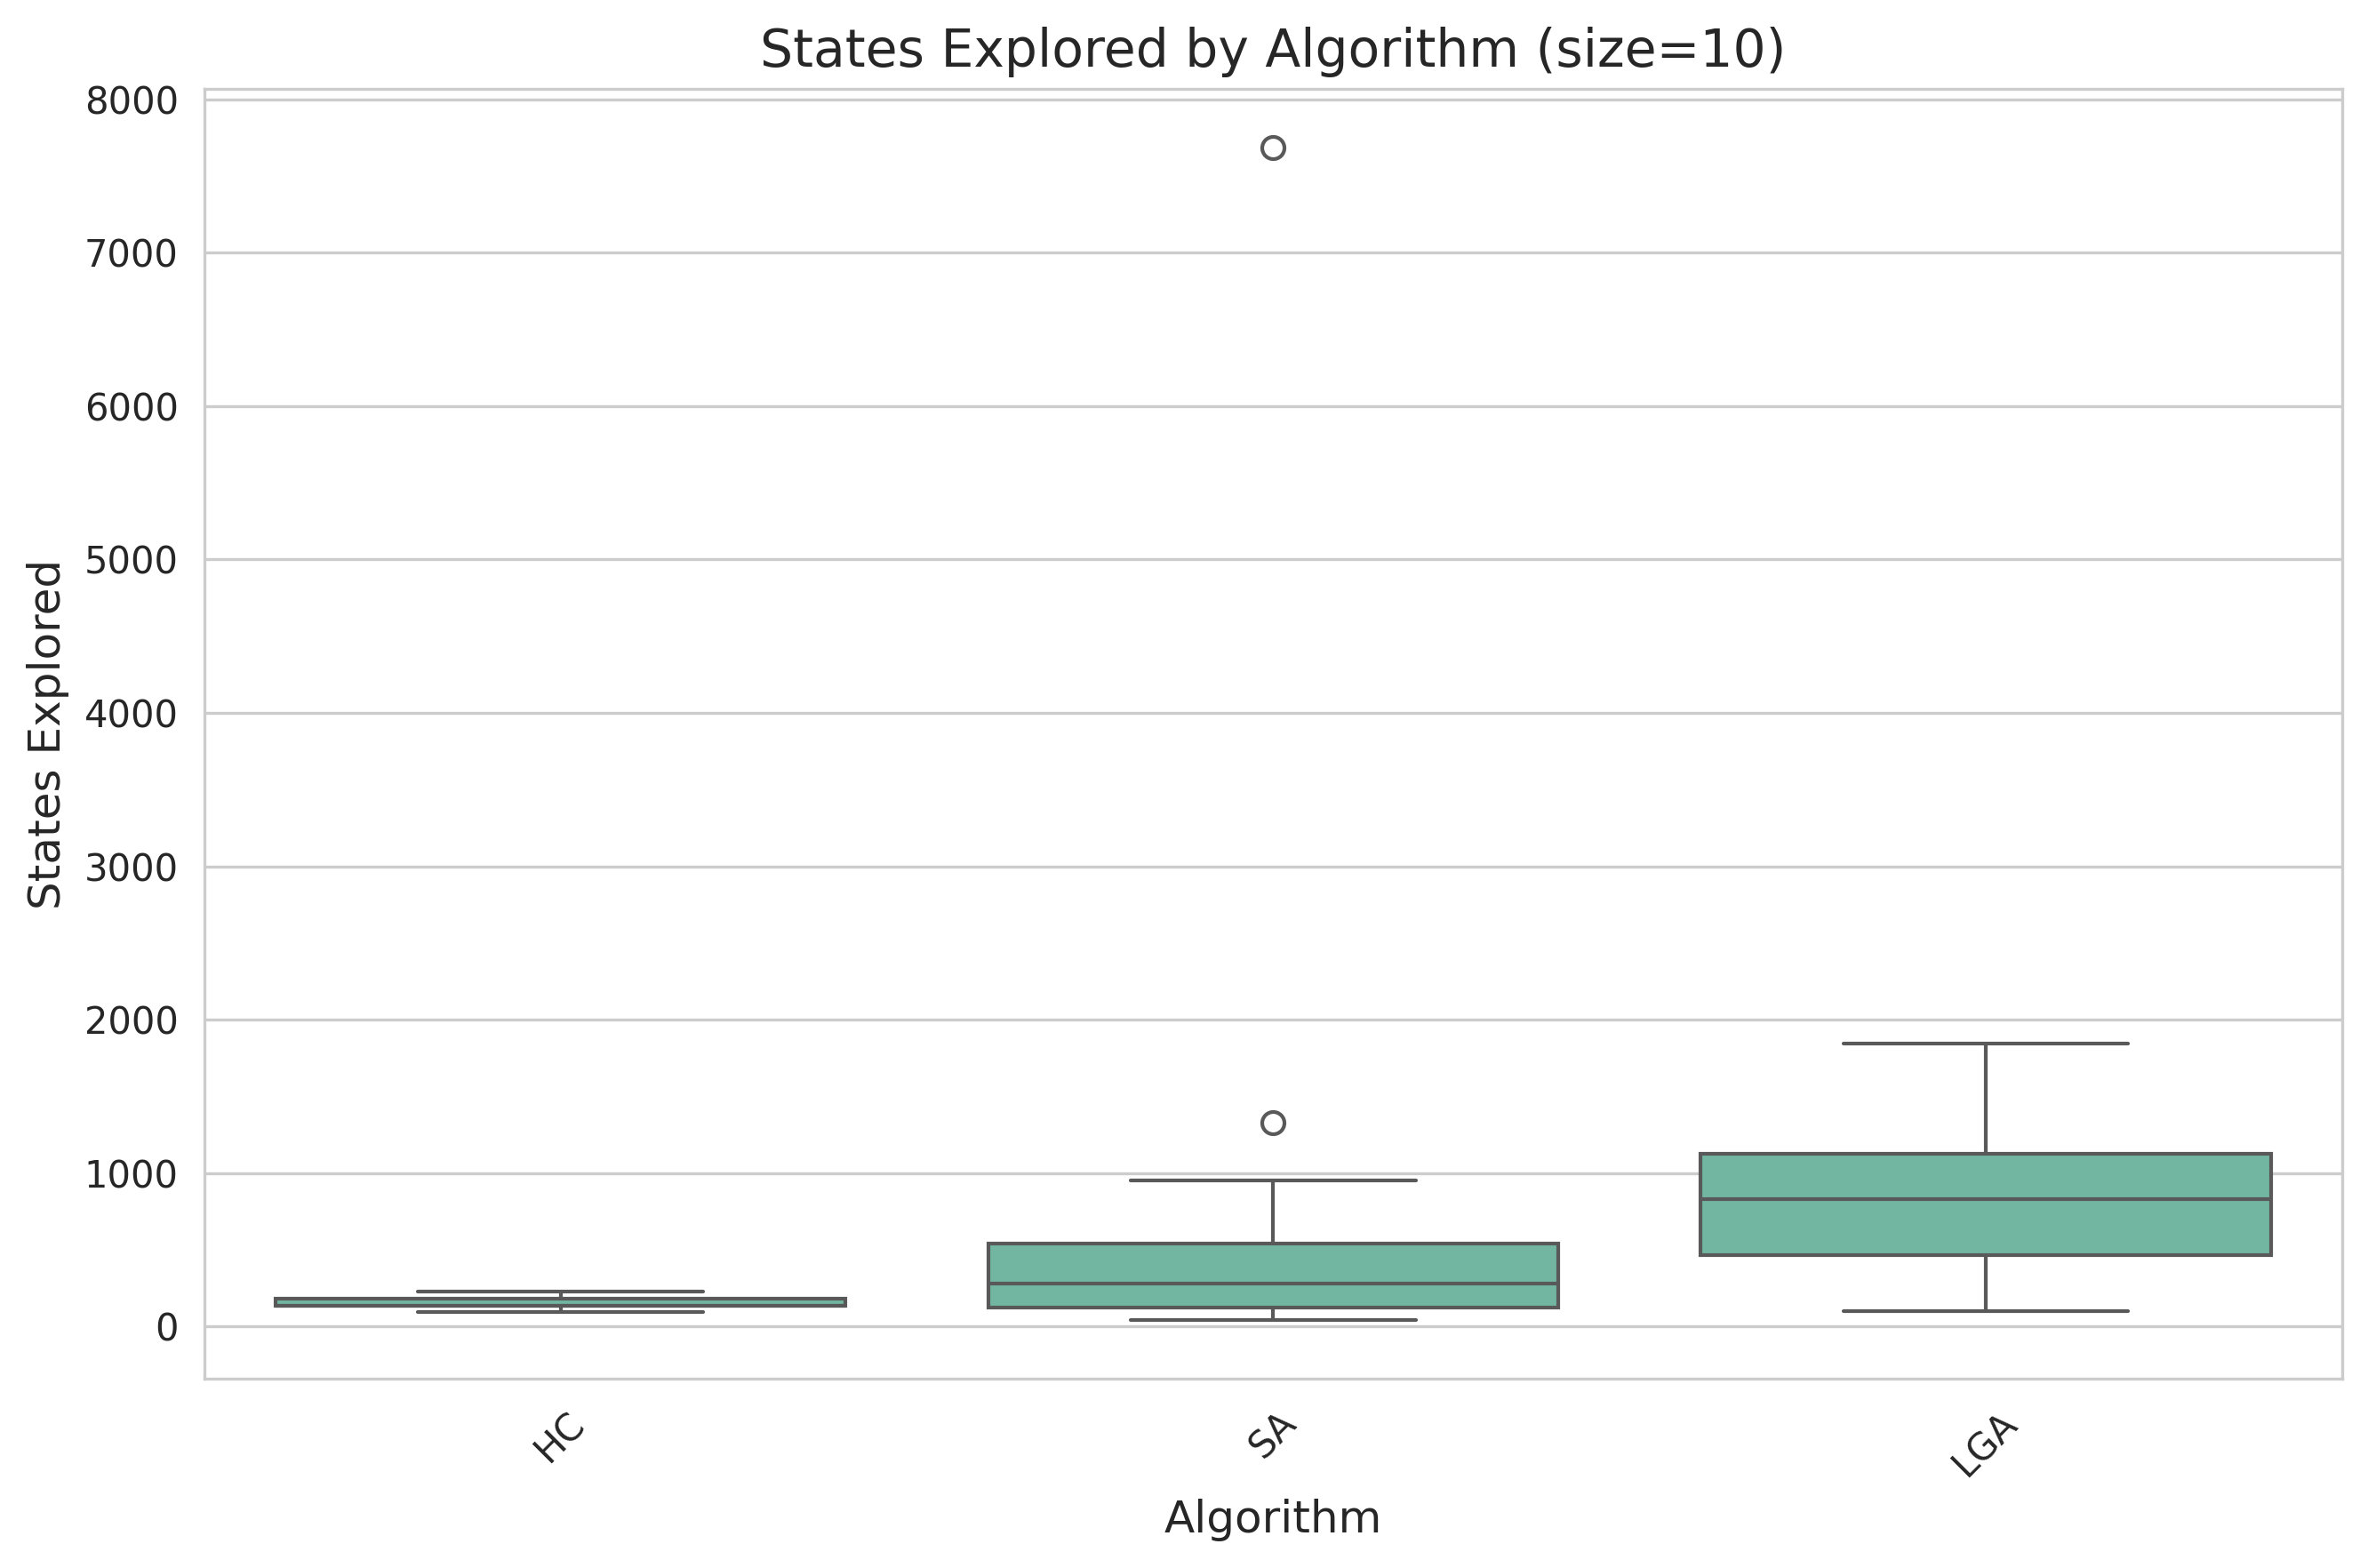 States Explored by Algorithm (size=10)
8000
7000
6000
5000
4000
3000
2000
1000
0
States Explored
HC
SA
LGA
Algorithm